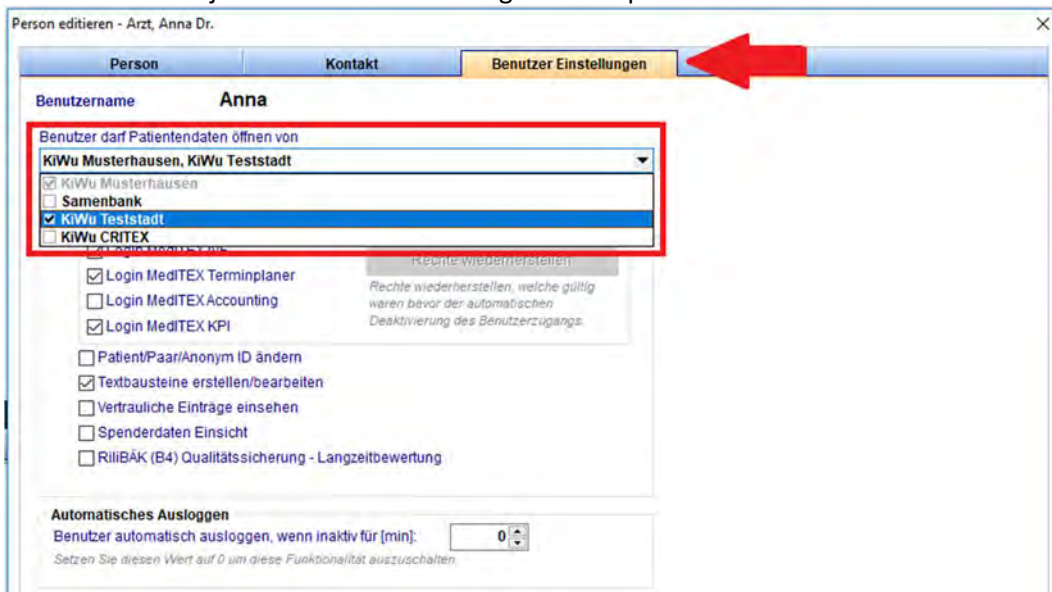 Person editieren - Arzt, Anna Dr.
Person Kontakt Benutzer Einstellungen
Benutzername Anna
Benutzer darf Patientendaten öffnen von
KiWu Musterhausen, KiWu Teststadt
KiWu Musterhausen
Samenbank
KiWu Teststadt
KiWu CRITEX
Login MedITEX
Rechte wiederherstellen
Login MedITEX Terminplaner
Login MedITEX Accounting
Login MedITEX KPI
Rechte wiederherstellen, welche gültig
waren bevor der automatischen
Deaktivierung des Benutzerzugangs.
Patient/Paar/Anonym ID ändern
Textbausteine erstellen/bearbeiten
Vertrauliche Einträge einsehen
Spenderdaten Einsicht
RiliBÄK (B4) Qualitätssicherung - Langzeitbewertung
Automatisches Ausloggen
Benutzer automatisch ausloggen, wenn inaktiv für [min]: 0
Setzen Sie diesen Wert auf 0 um diese Funktionalität auszuschalten.